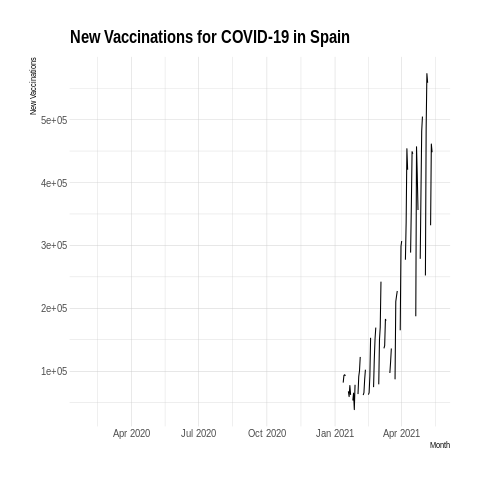 New Vaccinations for COVID-19 in Spain
New Vaccinations
5e+05
4e+05
3e+05
2e+05
1e+05
Apr 2020 Jul 2020 Oct 2020 Jan 2021 Apr 2021
Month